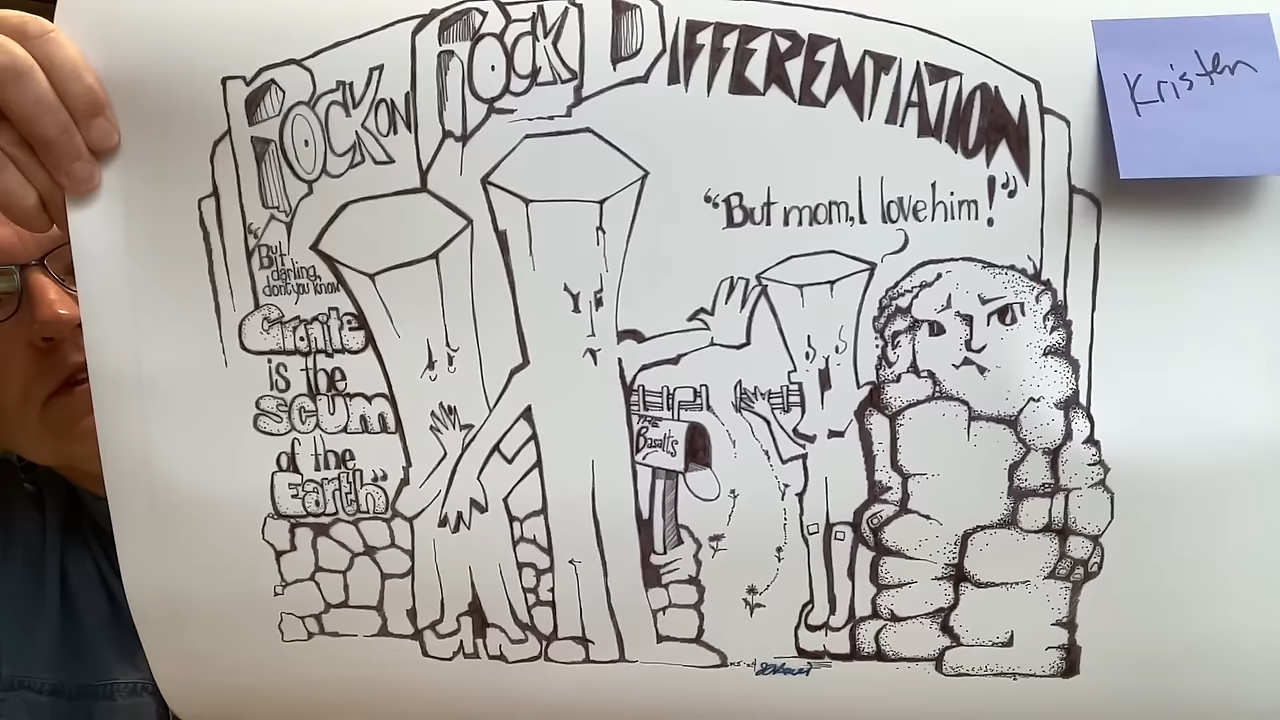 ROCK ON ROCK DIFFERENTIATION
Kristen
"But mom, I love him!"
"But
darling,
don't you know
Granite
is the
SCUM
of the
Earth"
THE
Basalts